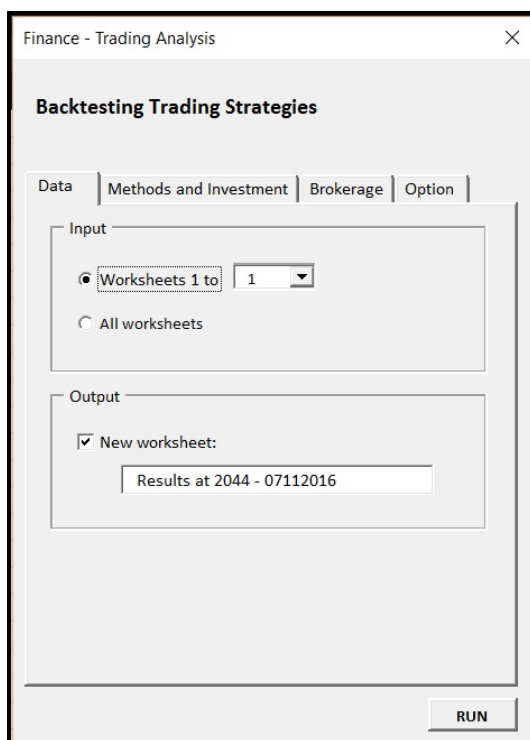 Finance - Trading Analysis
Backtesting Trading Strategies
Data Methods and Investment Brokerage Option
Input
Worksheets 1 to 1
All worksheets
Output
New worksheet:
Results at 2044 - 07112016
RUN